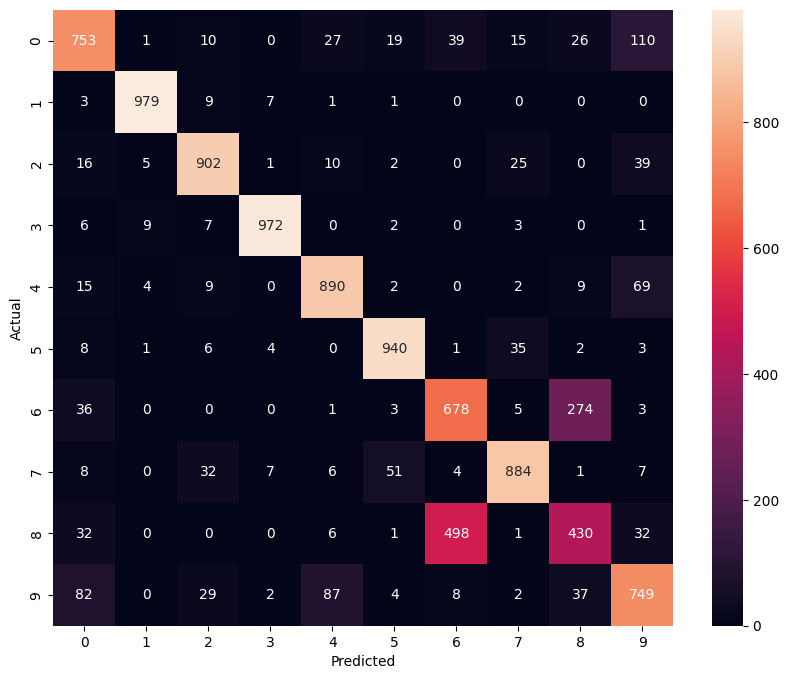 0 753 1 10 0 27 19 39 15 26 110
1 3 979 9 7 1 1 0 0 0 0
2 16 5 902 1 10 2 0 25 0 39
3 6 9 7 972 0 2 0 3 0 1
4 15 4 9 0 890 2 0 2 9 69
5 8 1 6 4 0 940 1 35 2 3
6 36 0 0 0 1 3 678 5 274 3
7 8 0 32 7 6 51 4 884 1 7
8 32 0 0 0 6 1 498 1 430 32
9 82 0 29 2 87 4 8 2 37 749
0 1 2 3 4 5 6 7 8 9
Predicted
Actual
800
600
400
200
0